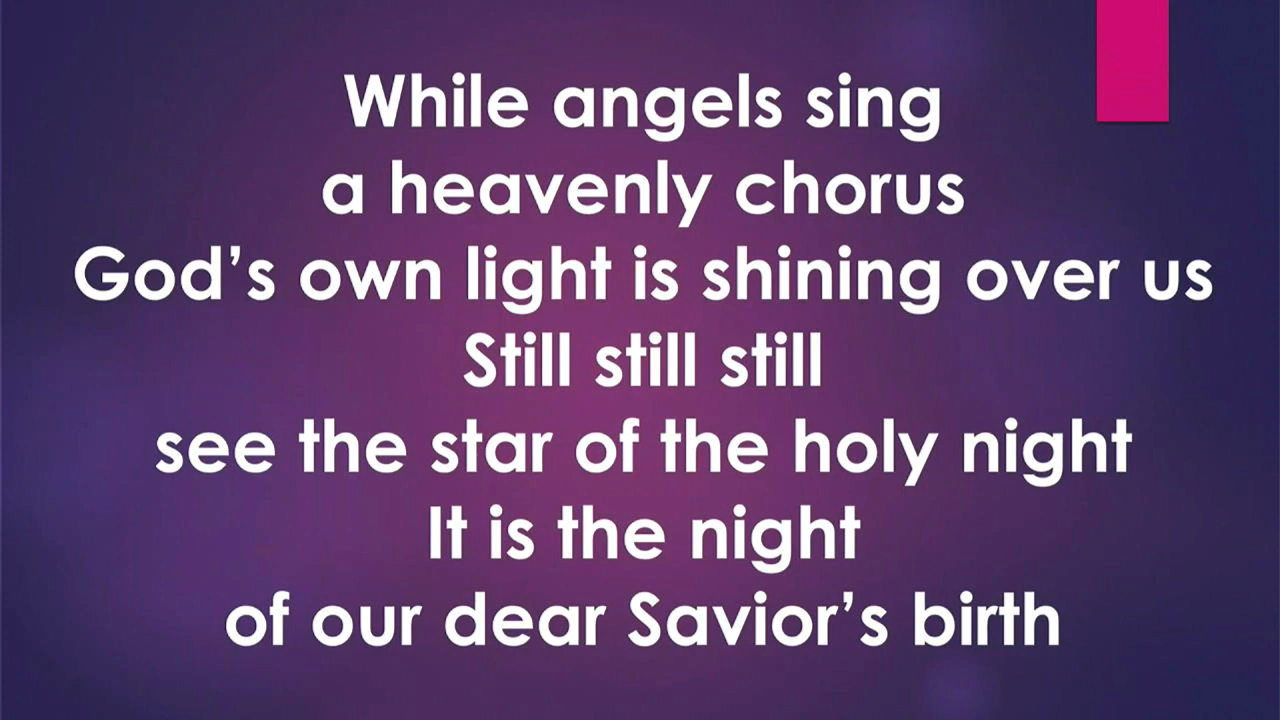 While angels sing
a heavenly chorus
God’s own light is shining over us
Still still still
see the star of the holy night
It is the night
of our dear Savior’s birth